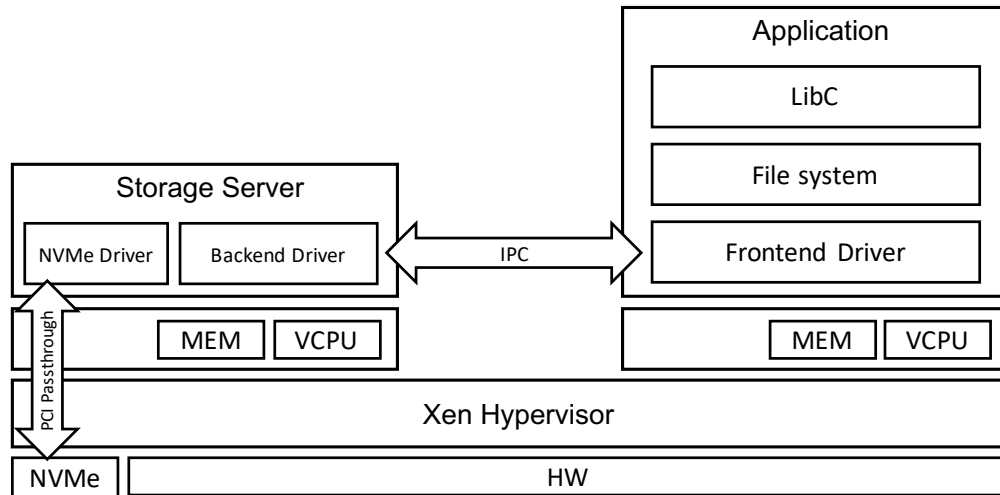 Application
LibC
File system
Frontend Driver
Storage Server
NVMe Driver
Backend Driver
IPC
PCI Passthrough
MEM
VCPU
MEM
VCPU
Xen Hypervisor
NVMe
HW